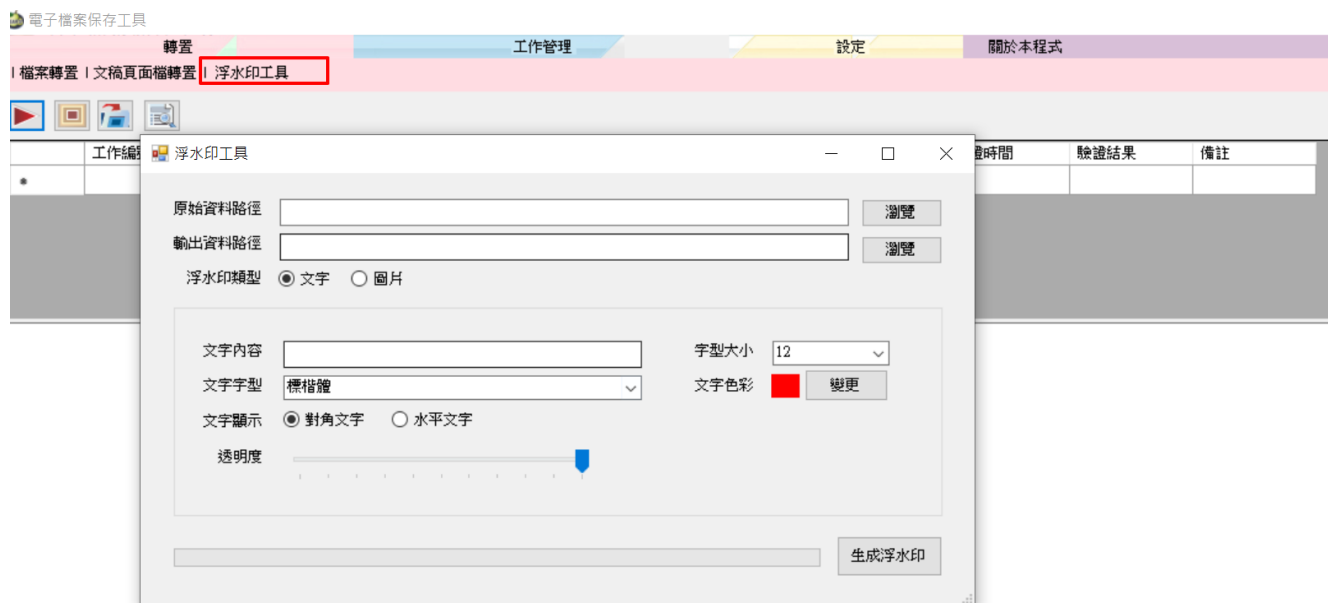 電子檔案保存工具
轉置 工作管理 設定 關於本程式
| 檔案轉置 | 文稿頁面檔轉置 | 浮水印工具
工作編 時間 驗證結果 備註
浮水印工具
原始資料路徑 瀏覽
輸出資料路徑 瀏覽
浮水印類型 文字 圖片
文字內容 字型大小 12
文字字型 標楷體 文字色彩 變更
文字顯示 對角文字 水平文字
透明度
生成浮水印